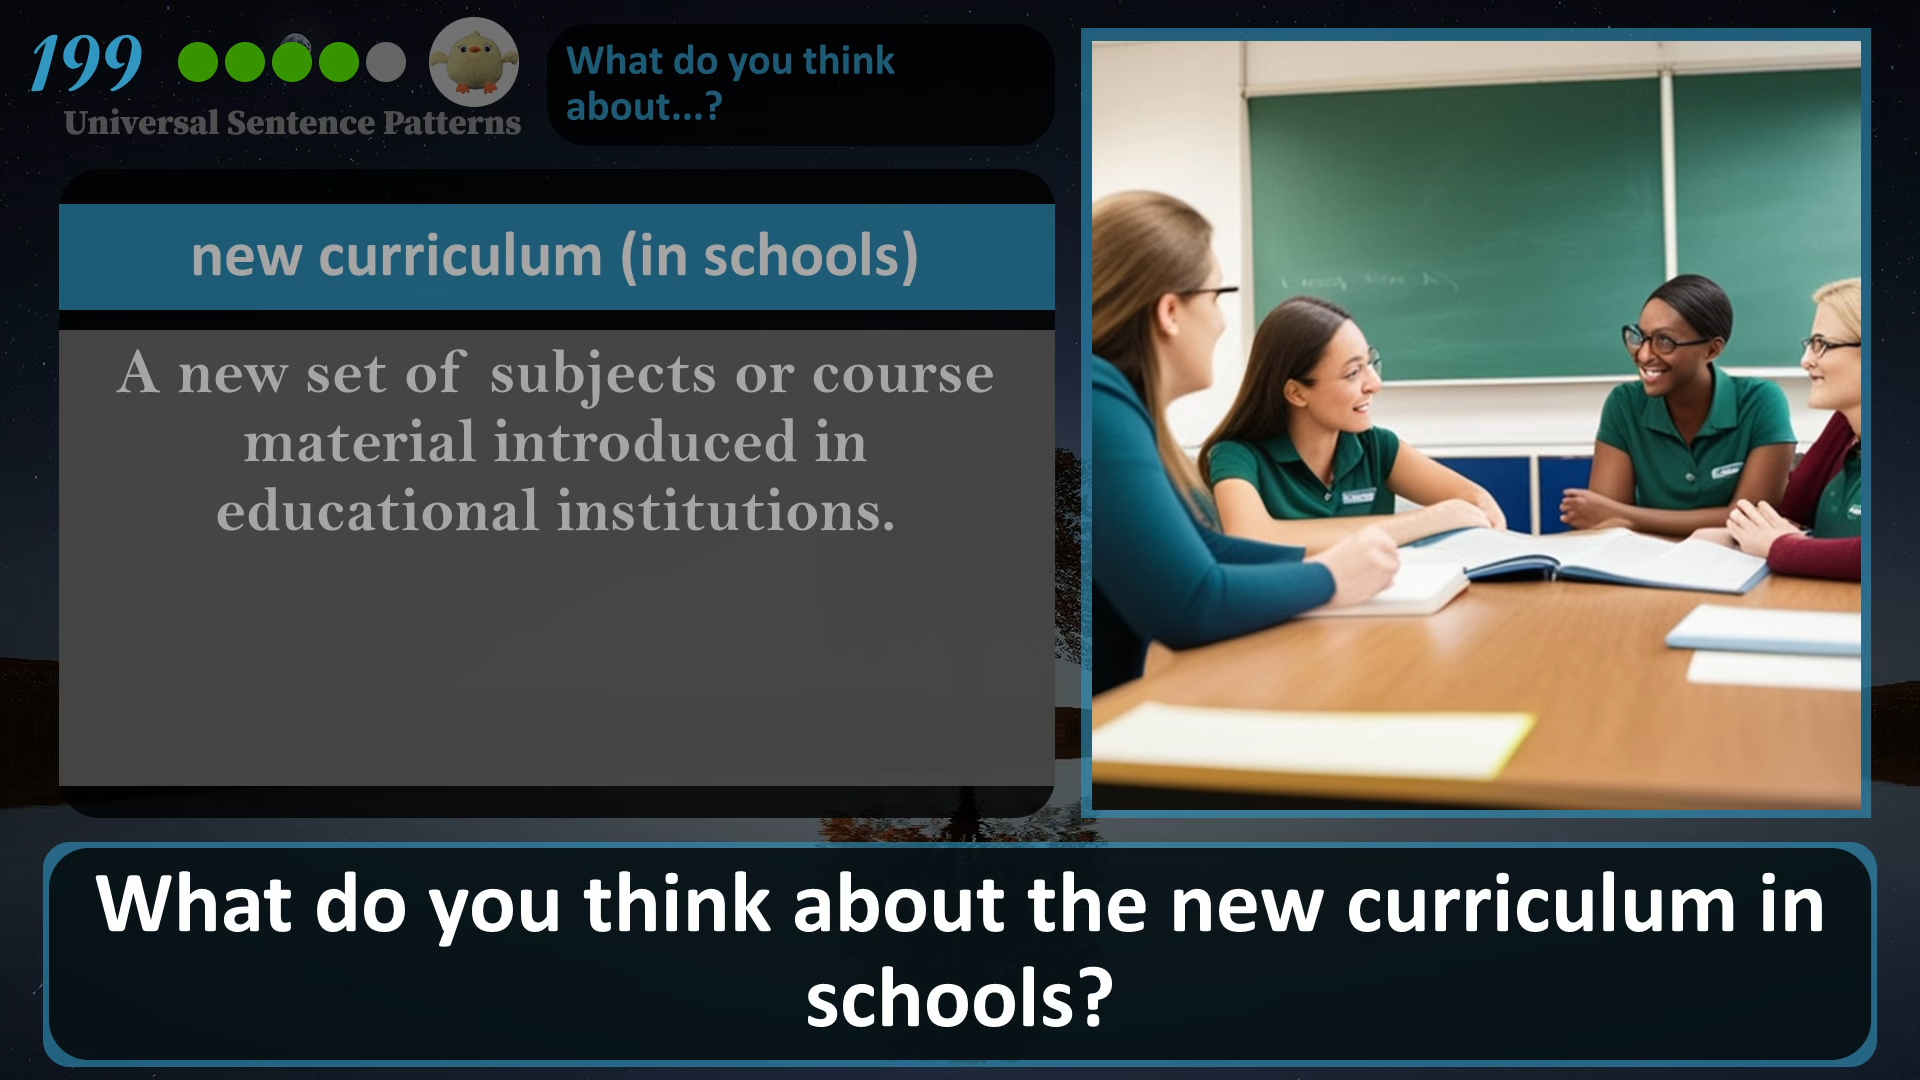 199
Universal Sentence Patterns
What do you think
about...?
new curriculum (in schools)
A new set of subjects or course
material introduced in
educational institutions.
What do you think about the new curriculum in
schools?